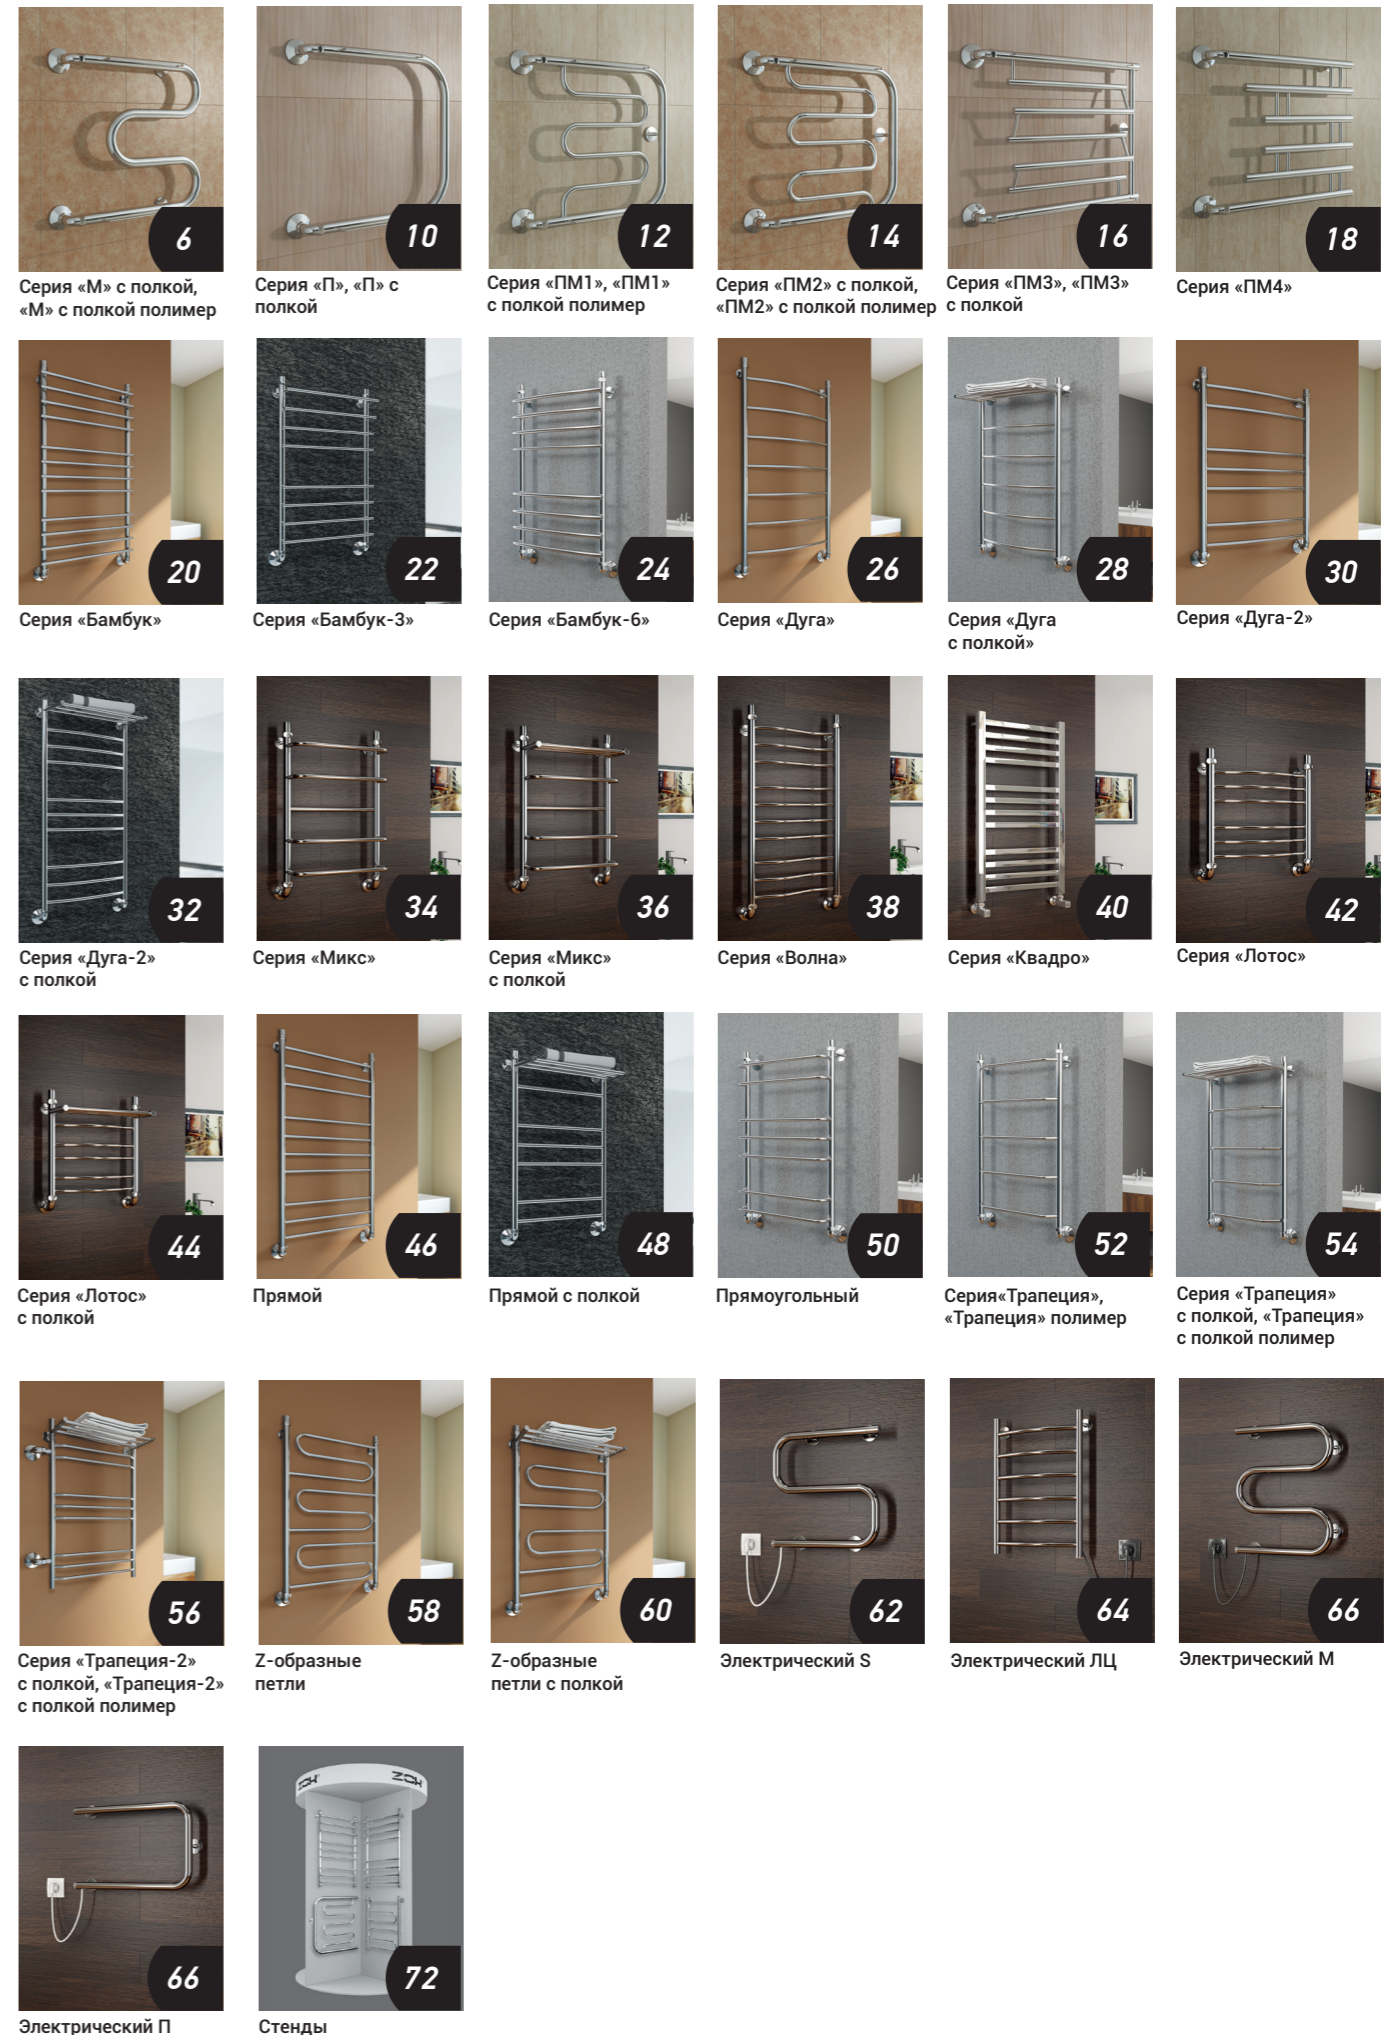 6
10
12
14
16
18
Серия «М» с полкой,
«М» с полкой полимер
Серия «П», «П» с
полкой
Серия «ПМ1», «ПМ1»
с полкой полимер
Серия «ПМ2» с полкой,
«ПМ2» с полкой полимер
Серия «ПМ3», «ПМ3»
с полкой
Серия «ПМ4»
20
22
24
26
28
30
Серия «Бамбук»
Серия «Бамбук-3»
Серия «Бамбук-6»
Серия «Дуга»
Серия «Дуга
с полкой»
Серия «Дуга-2»
32
34
36
38
40
42
Серия «Дуга-2»
с полкой
Серия «Микс»
Серия «Микс»
с полкой
Серия «Волна»
Серия «Квадро»
Серия «Лотос»
44
46
48
50
52
54
Серия «Лотос»
с полкой
Прямой
Прямой с полкой
Прямоугольный
Серия«Трапеция»,
«Трапеция» полимер
Серия «Трапеция»
с полкой, «Трапеция»
с полкой полимер
56
58
60
62
64
66
Серия «Трапеция-2»
с полкой, «Трапеция-2»
с полкой полимер
Z-образные
петли
Z-образные
петли с полкой
Электрический S
Электрический ЛЦ
Электрический М
ZОХ
ZОХ
66
72
Электрический П
Стенды